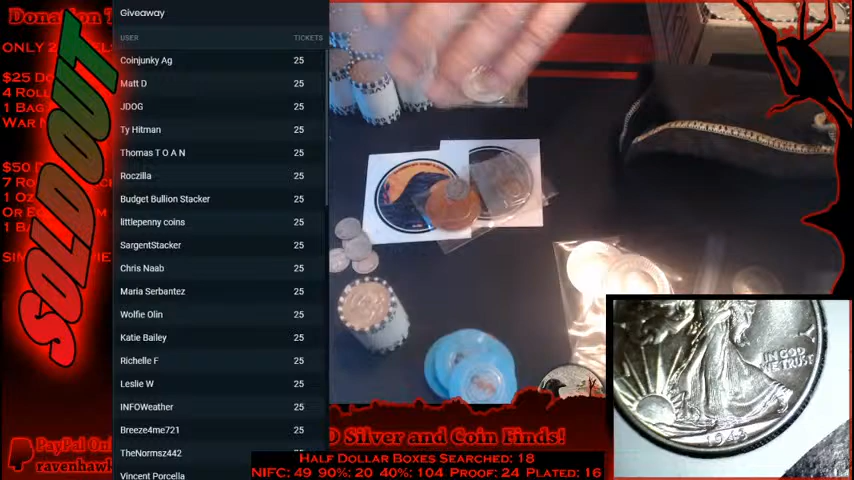 Giveaway
USER TICKETS
Coinjunky Ag 25
Matt D 25
JDOG 25
Ty Hitman 25
Thomas T O A N 25
Roczilla 25
Budget Bullion Stacker 25
littlepenny coins 25
SargentStacker 25
Chris Naab 25
Maria Serbantez 25
Wolfie Olin 25
Katie Bailey 25
Richelle F 25
Leslie W 25
INFOWeather 25
Breeze4me721 25
TheNormsz442 25
Vincent Porcella 25
Donation T
ONLY 2
$25 Do
4 Roll
1 Bag
War N
$50 D
7 Ro
1 Oz
Or E
1 B
SOLD OUT
PayPal Onl
ravenhawk
D Silver and Coin Finds!
Half Dollar Boxes Searched: 18
NIFC: 49 90%: 20 40%: 104 Proof: 24 Plated: 16
IN GOD
WE TRUST
1943